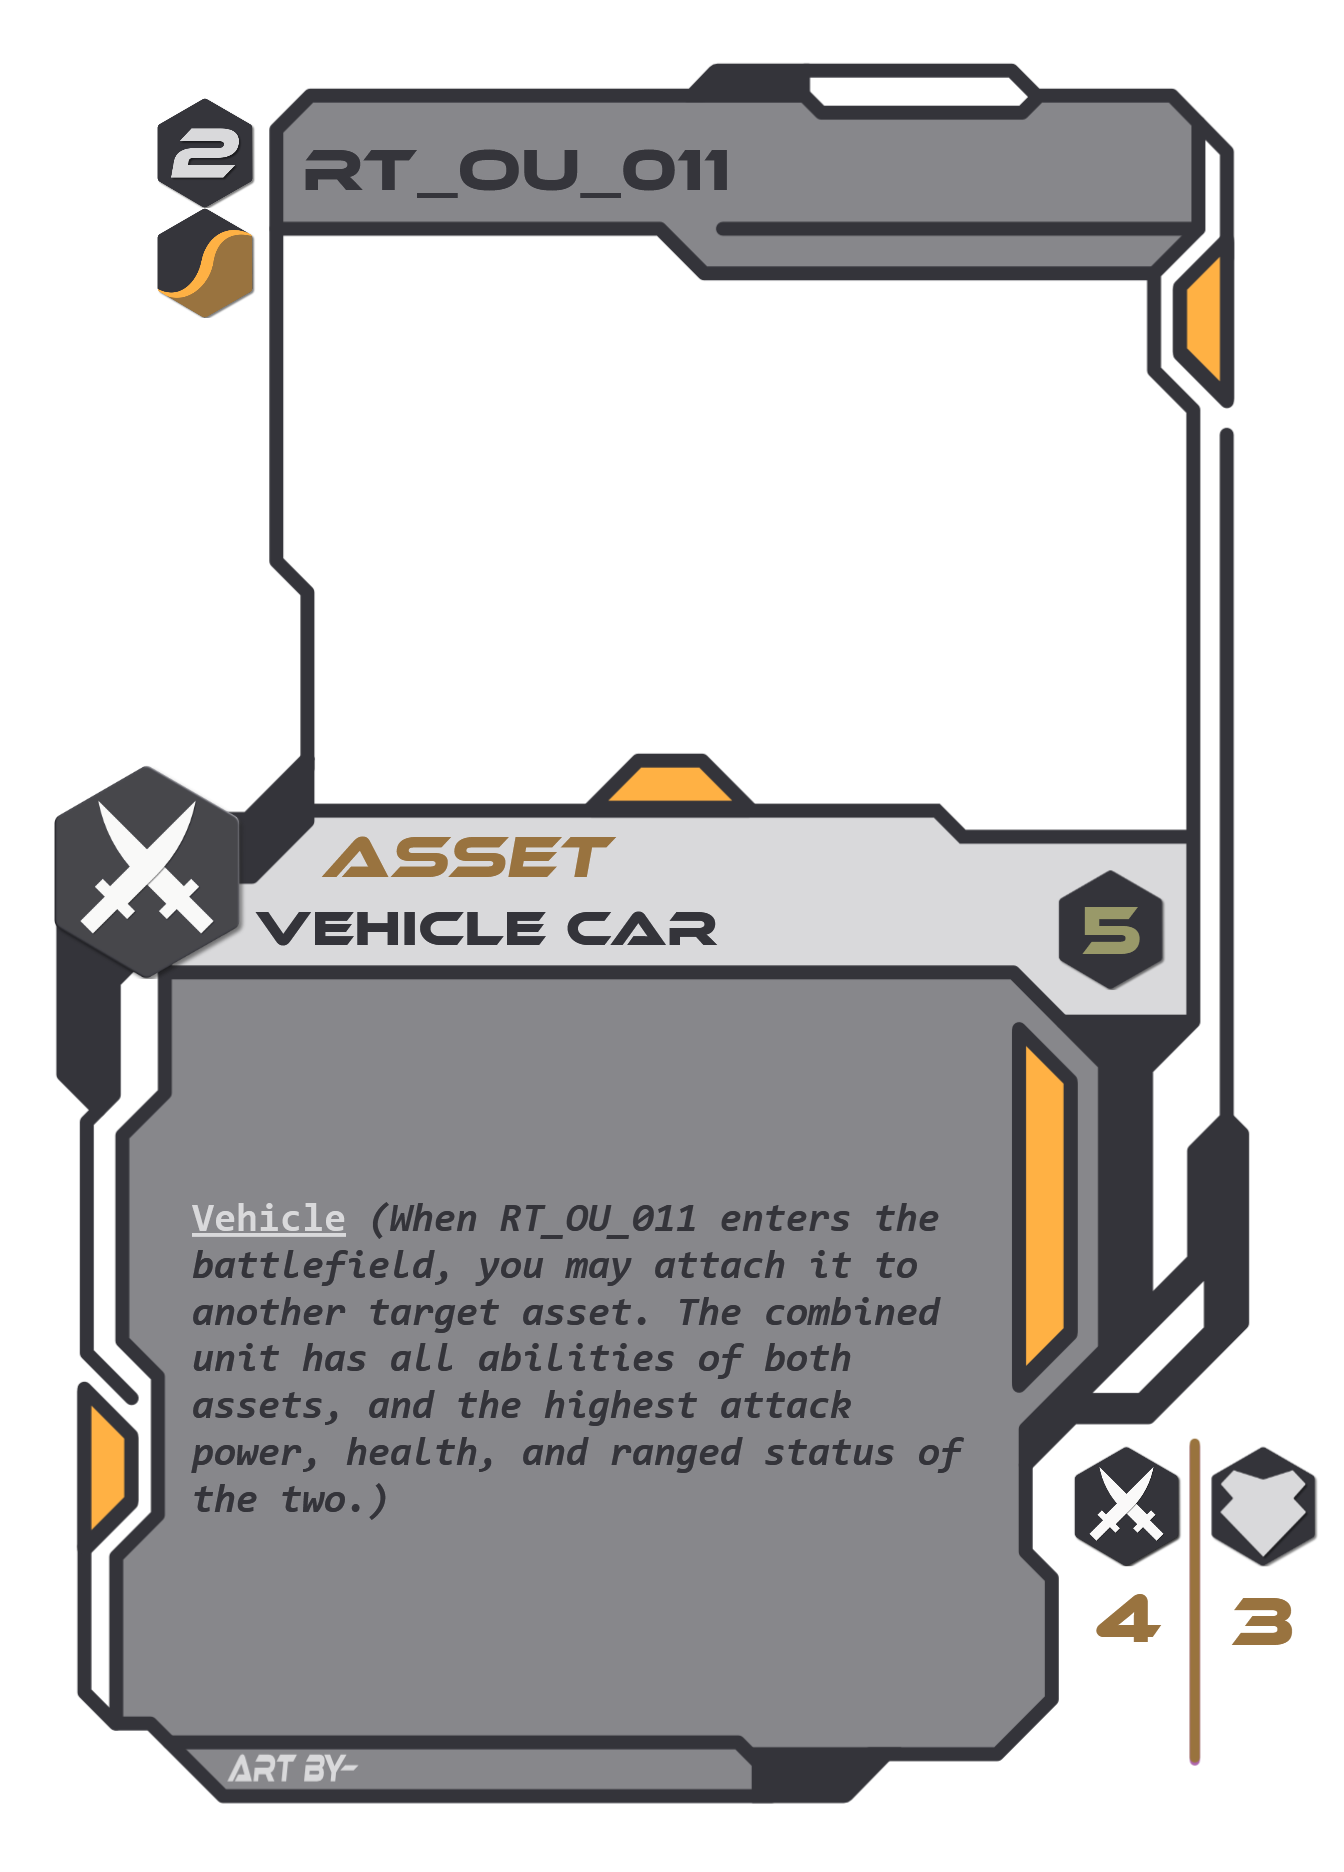 2
RT_OU_011
ASSET
VEHICLE CAR
5
Vehicle (When RT_OU_011 enters the
battlefield, you may attach it to
another target asset. The combined
unit has all abilities of both
assets, and the highest attack
power, health, and ranged status of
the two.)
4
3
ART BY-